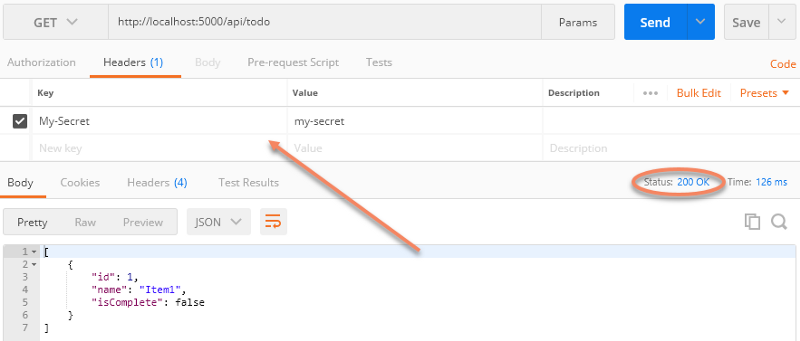 GET http://localhost:5000/api/todo Params Send Save
Authorization Headers (1) Body Pre-request Script Tests Code
Key Value Description ••• Bulk Edit Presets
My-Secret my-secret
New key Value Description
Body Cookies Headers (4) Test Results Status: 200 OK Time: 126 ms
Pretty Raw Preview JSON
1 [
2 {
3 "id": 1,
4 "name": "Item1",
5 "isComplete": false
6 }
7 ]